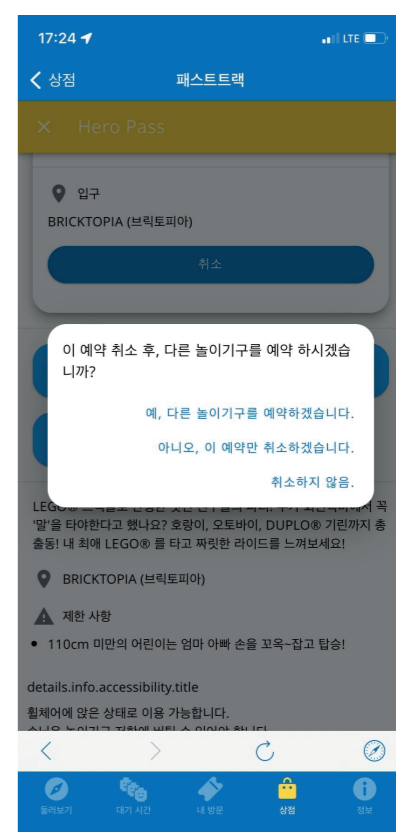 17:24
LTE
상점
패스트트랙
× Hero Pass
입구
BRICKTOPIA (브릭토피아)
취소
이 예약 취소 후, 다른 놀이기구를 예약 하시겠습
니까?
예, 다른 놀이기구를 예약하겠습니다.
아니오, 이 예약만 취소하겠습니다.
취소하지 않음.
LEGO®
꼭
'말'을 타야한다고 했나요? 호랑이, 오토바이, DUPLO® 기린까지 총
출동! 내 최애 LEGO® 를 타고 짜릿한 라이드를 느껴보세요!
BRICKTOPIA (브릭토피아)
제한 사항
• 110cm 미만의 어린이는 엄마 아빠 손을 꼬옥~잡고 탑승!
details.info.accessibility.title
휠체어에 앉은 상태로 이용 가능합니다.
둘러보기
대기 시간
내 방문
상점
정보